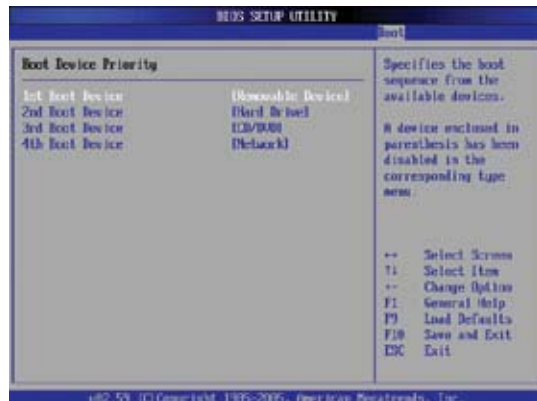 BIOS SETUP UTILITY
Boot
Boot Device Priority
1st Boot Device [Removable Device]
2nd Boot Device [Hard Drive]
3rd Boot Device [CD/DVD]
4th Boot Device [Network]
Specifies the boot
sequence from the
available devices.
A device enclosed in
parenthesis has been
disabled in the
corresponding type
menu.
↔ Select Screen
↑↓ Select Item
+- Change Option
F1 General Help
F9 Load Defaults
F10 Save and Exit
ESC Exit
v02.59 (C)Copyright 1985-2005, American Megatrends, Inc.